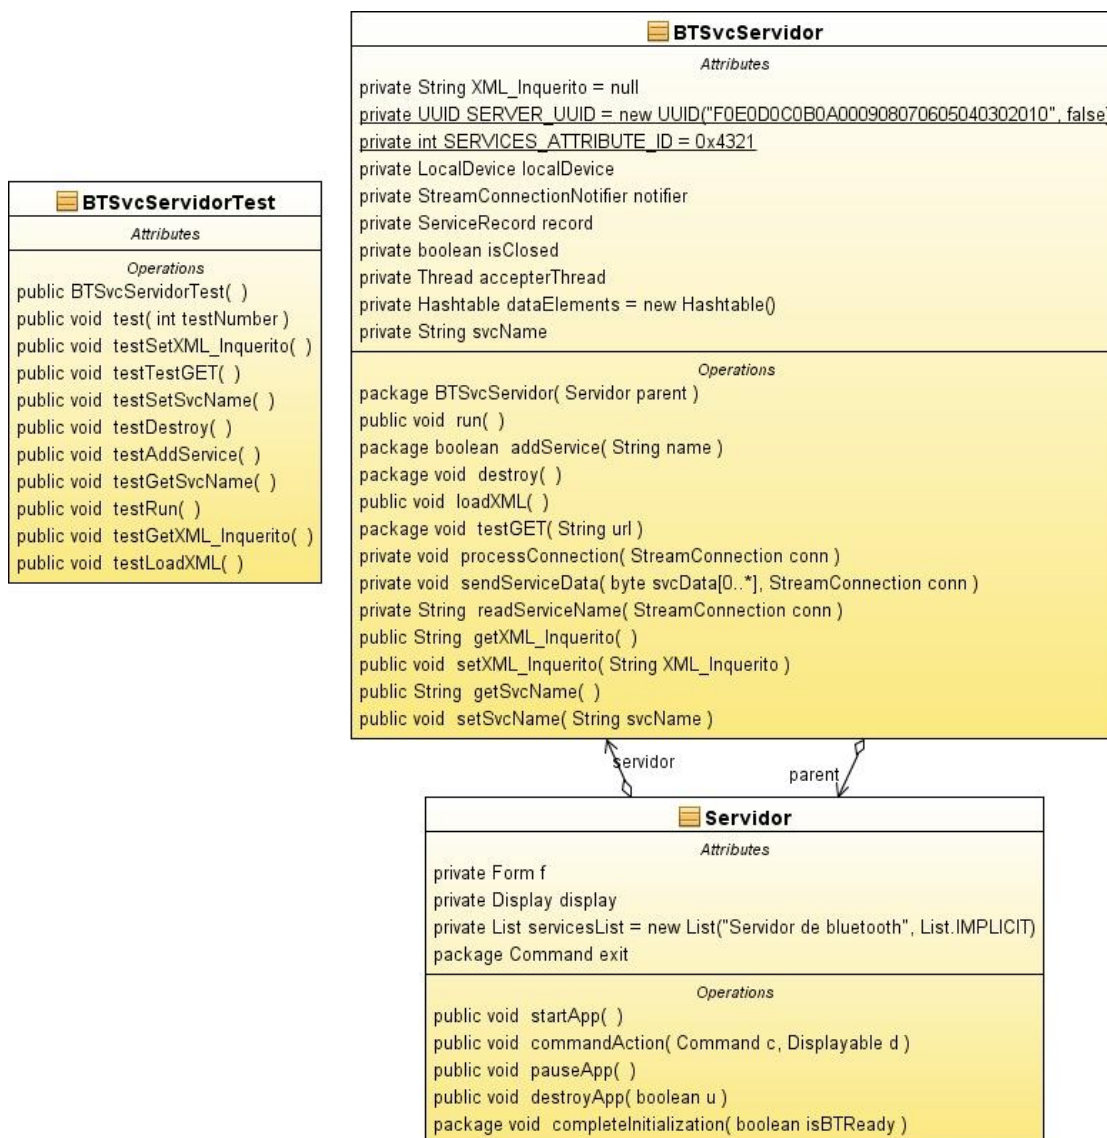 BTSvcServidorTest
Attributes
Operations
public BTSvcServidorTest( )
public void test( int testNumber )
public void testSetXML_Inquerito( )
public void testTestGET( )
public void testSetSvcName( )
public void testDestroy( )
public void testAddService( )
public void testGetSvcName( )
public void testRun( )
public void testGetXML_Inquerito( )
public void testLoadXML( )
BTSvcServidor
Attributes
private String XML_Inquerito = null
private UUID SERVER_UUID = new UUID("F0E0D0C0B0A000908070605040302010", false)
private int SERVICES_ATTRIBUTE_ID = 0x4321
private LocalDevice localDevice
private StreamConnectionNotifier notifier
private ServiceRecord record
private boolean isClosed
private Thread accepterThread
private Hashtable dataElements = new Hashtable()
private String svcName
Operations
package BTSvcServidor( Servidor parent )
public void run( )
package boolean addService( String name )
package void destroy( )
public void loadXML( )
package void testGET( String url )
private void processConnection( StreamConnection conn )
private void sendServiceData( byte svcData[0..*], StreamConnection conn )
private String readServiceName( StreamConnection conn )
public String getXML_Inquerito( )
public void setXML_Inquerito( String XML_Inquerito )
public String getSvcName( )
public void setSvcName( String svcName )
servidor
parent
Servidor
Attributes
private Form f
private Display display
private List servicesList = new List("Servidor de bluetooth", List.IMPLICIT)
package Command exit
Operations
public void startApp( )
public void commandAction( Command c, Displayable d )
public void pauseApp( )
public void destroyApp( boolean u )
package void completeInitialization( boolean isBTReady )